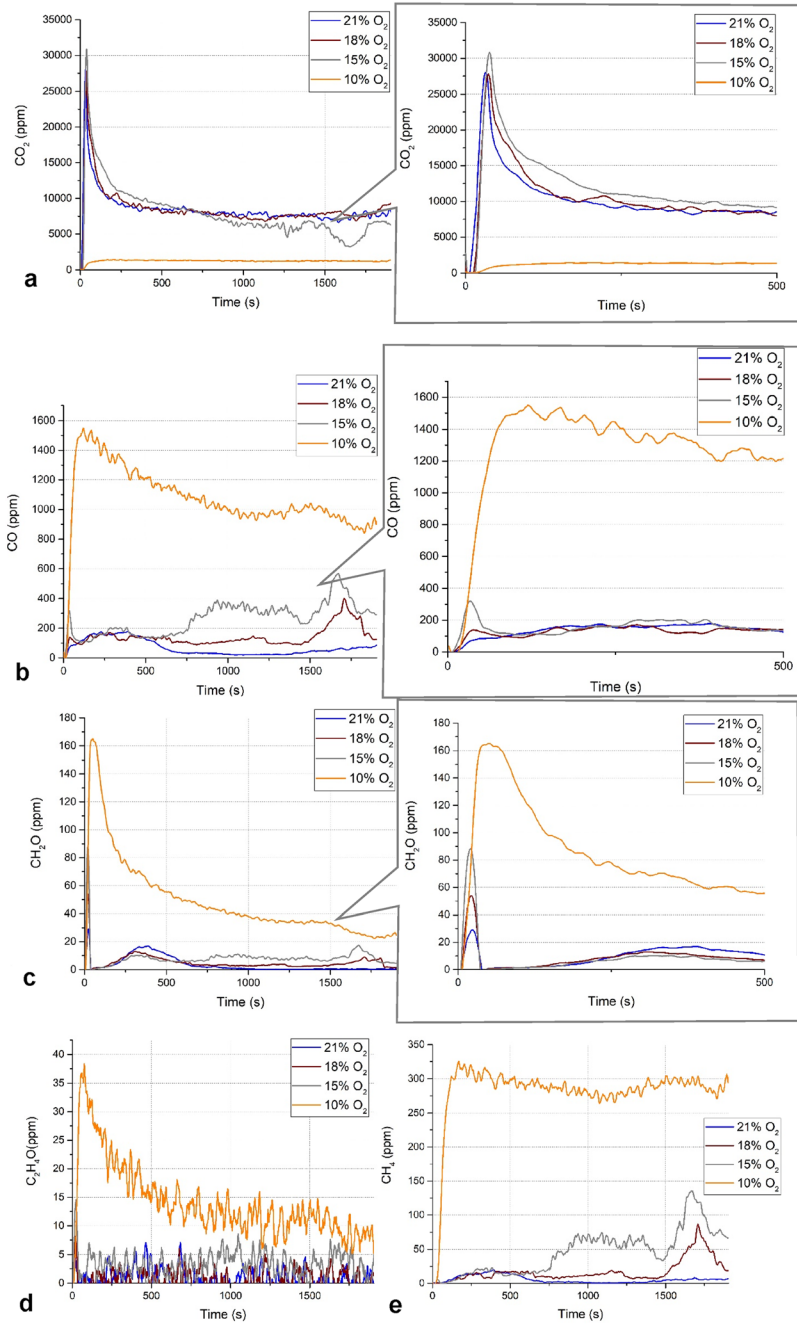 35000
30000
25000
20000
15000
10000
5000
0
CO2 (ppm)
0 500 1000 1500
Time (s)
21% O2
18% O2
15% O2
10% O2
a
35000
30000
25000
20000
15000
10000
5000
0
CO2 (ppm)
0 500
Time (s)
21% O2
18% O2
15% O2
10% O2
1600
1400
1200
1000
800
600
400
200
0
CO (ppm)
0 500 1000 1500
Time (s)
21% O2
18% O2
15% O2
10% O2
b
1600
1400
1200
1000
800
600
400
200
0
CO (ppm)
0 500
Time (s)
21% O2
18% O2
15% O2
10% O2
180
160
140
120
100
80
60
40
20
0
CH2O (ppm)
0 500 1000 1500
Time (s)
21% O2
18% O2
15% O2
10% O2
c
180
160
140
120
100
80
60
40
20
0
CH2O (ppm)
0 500
Time (s)
21% O2
18% O2
15% O2
10% O2
40
35
30
25
20
15
10
5
0
C2H4O(ppm)
0 500 1000 1500
Time (s)
21% O2
18% O2
15% O2
10% O2
d
350
300
250
200
150
100
50
0
CH4 (ppm)
0 500 1000 1500
Time (s)
21% O2
18% O2
15% O2
10% O2
e